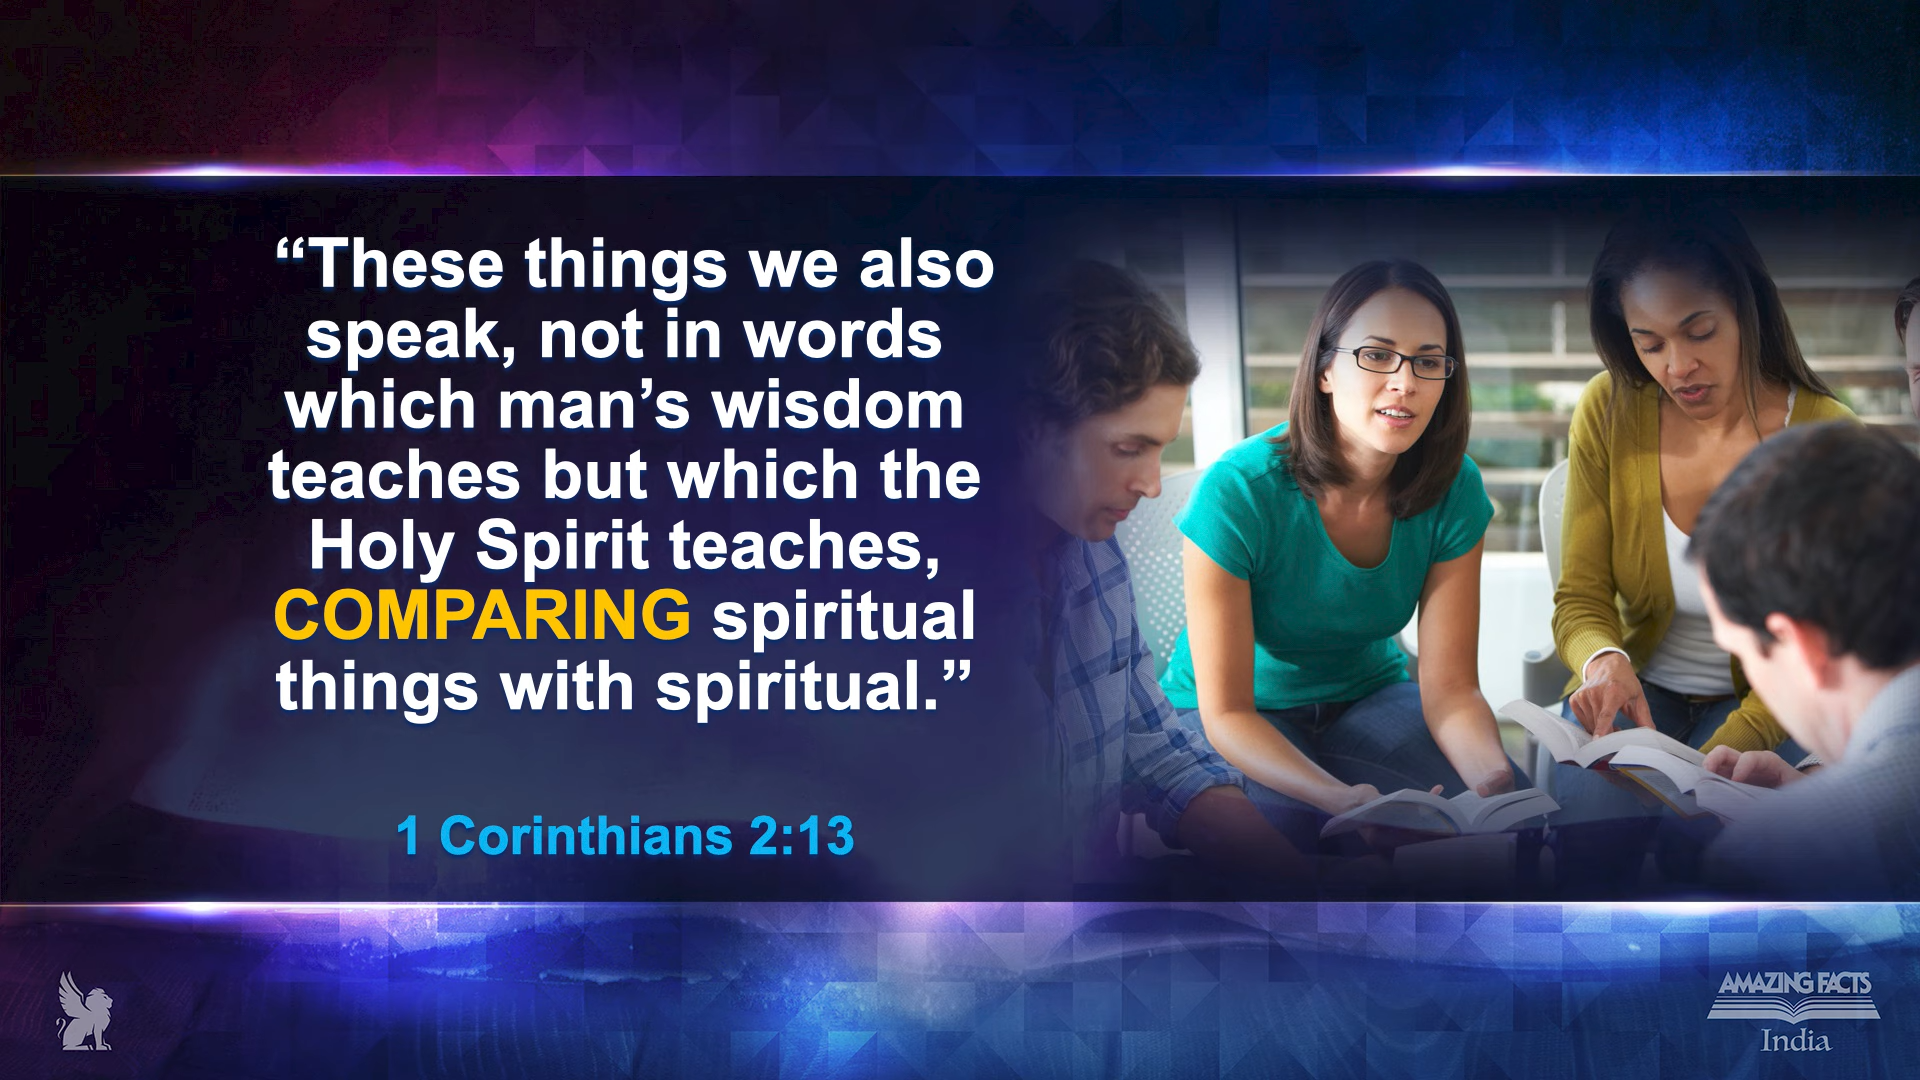 “These things we also
speak, not in words
which man’s wisdom
teaches but which the
Holy Spirit teaches,
COMPARING spiritual
things with spiritual.”
1 Corinthians 2:13
AMAZING FACTS
India